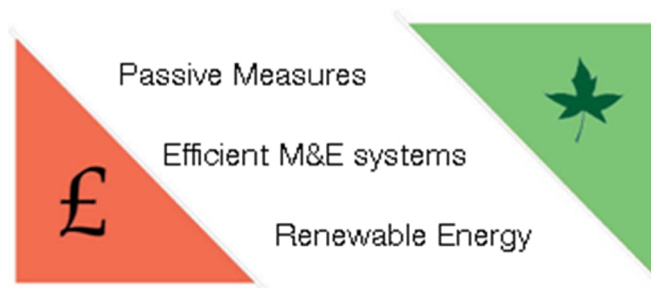 Passive Measures
Efficient M&E systems
£
Renewable Energy